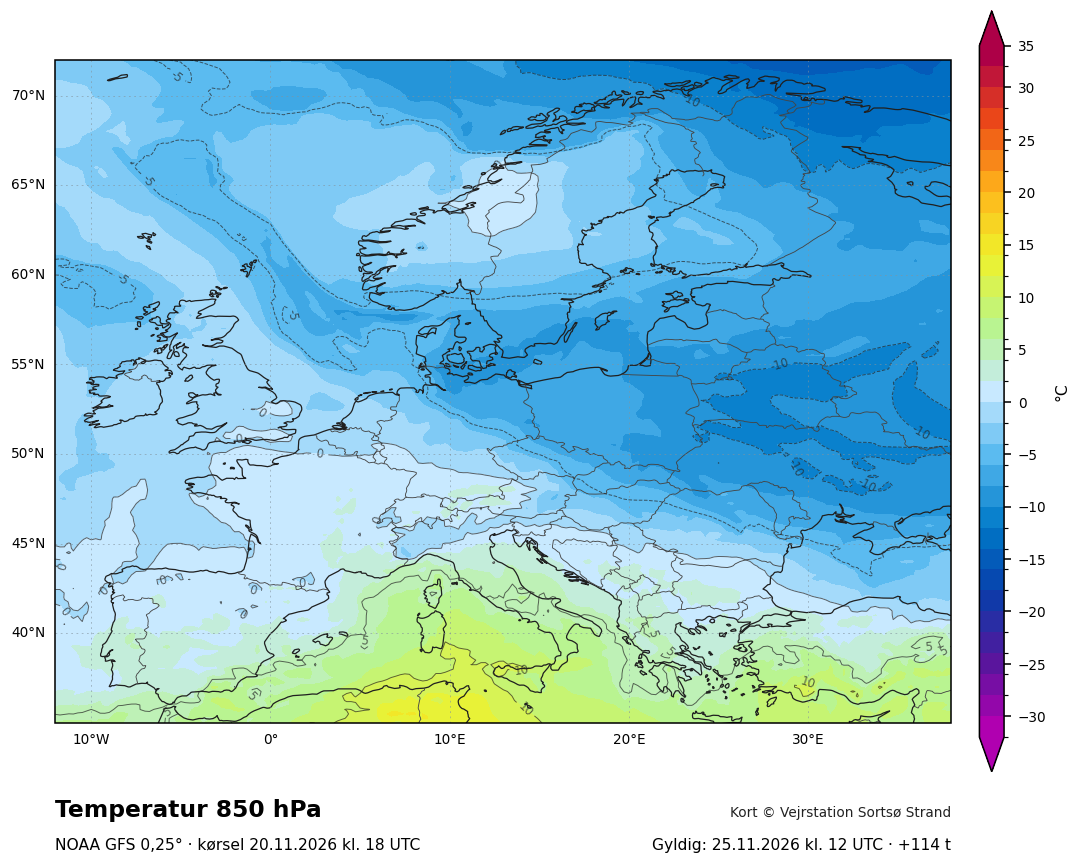 70°N
65°N
60°N
55°N
50°N
45°N
40°N
10°W 0° 10°E 20°E 30°E
35
30
25
20
15
10
5
0
−5
−10
−15
−20
−25
−30
°C
Temperatur 850 hPa
Kort © Vejrstation Sortsø Strand
NOAA GFS 0,25° · kørsel 20.11.2026 kl. 18 UTC
Gyldig: 25.11.2026 kl. 12 UTC · +114 t